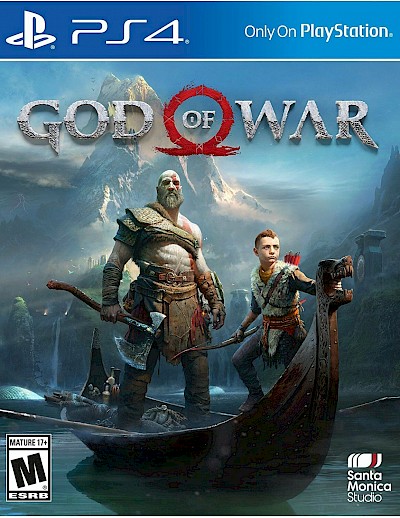 PS4
Only On PlayStation®
GOD OF WAR
MATURE 17+
M
ESRB
Santa
Monica
Studio